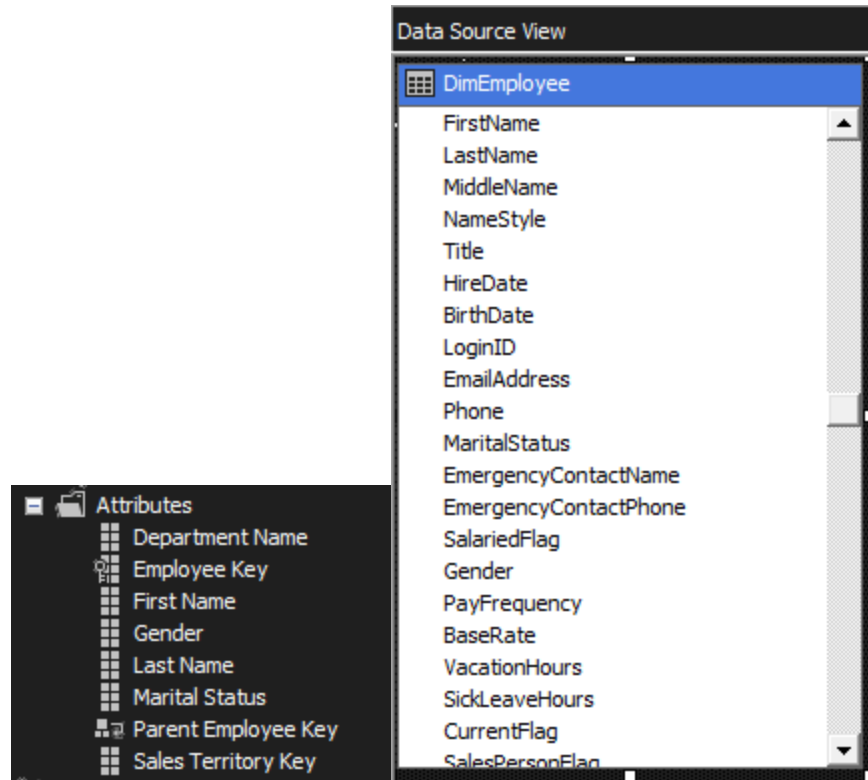 Data Source View
DimEmployee
FirstName
LastName
MiddleName
NameStyle
Title
HireDate
BirthDate
LoginID
EmailAddress
Phone
MaritalStatus
EmergencyContactName
EmergencyContactPhone
SalariedFlag
Gender
PayFrequency
BaseRate
VacationHours
SickLeaveHours
CurrentFlag
SalesPersonFlag
Attributes
Department Name
Employee Key
First Name
Gender
Last Name
Marital Status
Parent Employee Key
Sales Territory Key